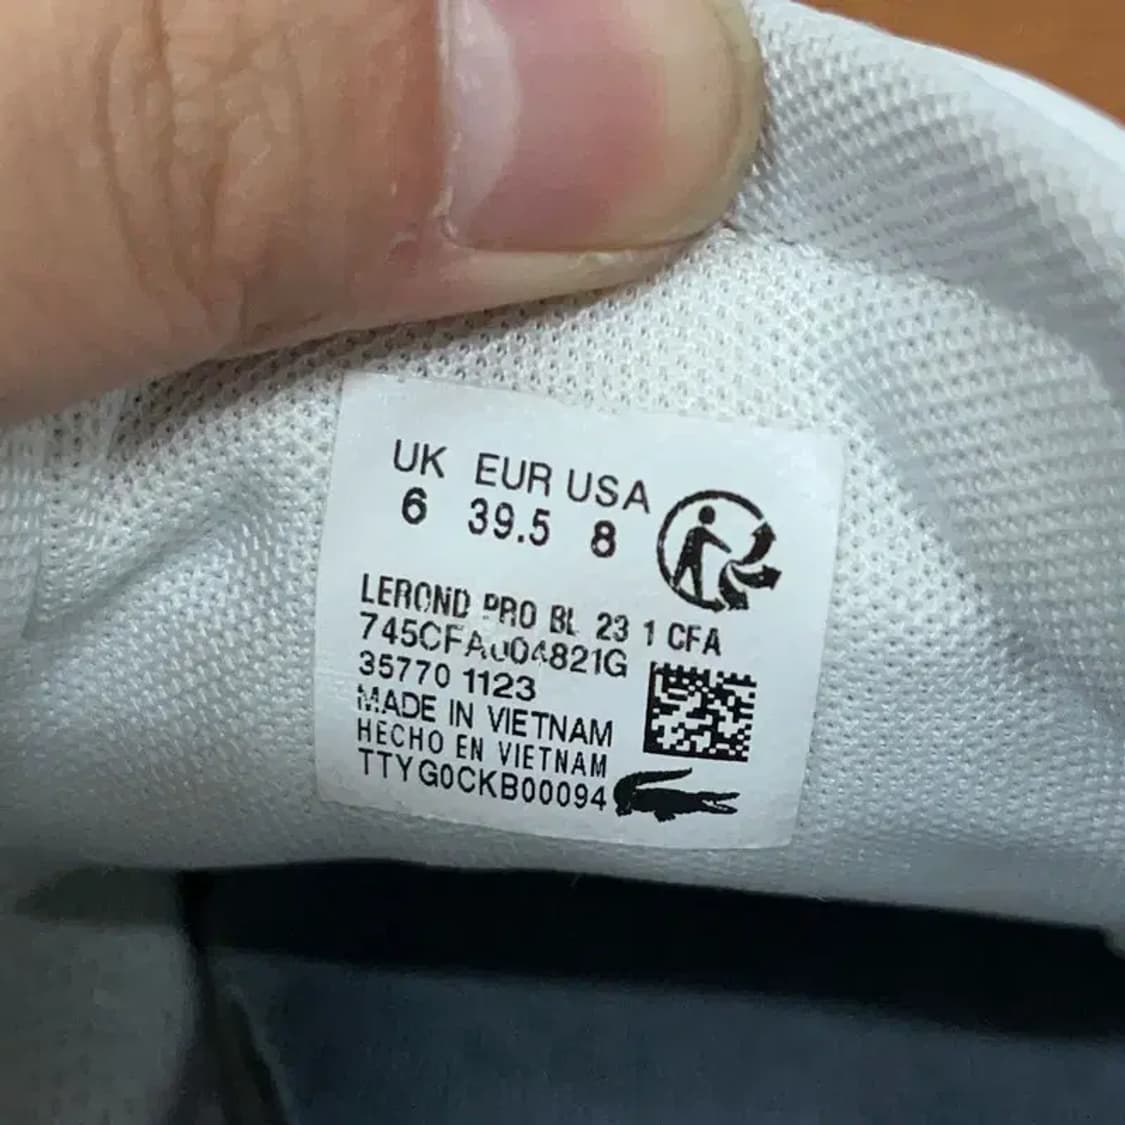 UK EUR USA
6 39.5 8
LEROND PRO BL 23 1 CFA
745CFA004821G
35770 1123
MADE IN VIETNAM
HECHO EN VIETNAM
TTYG0CKB00094